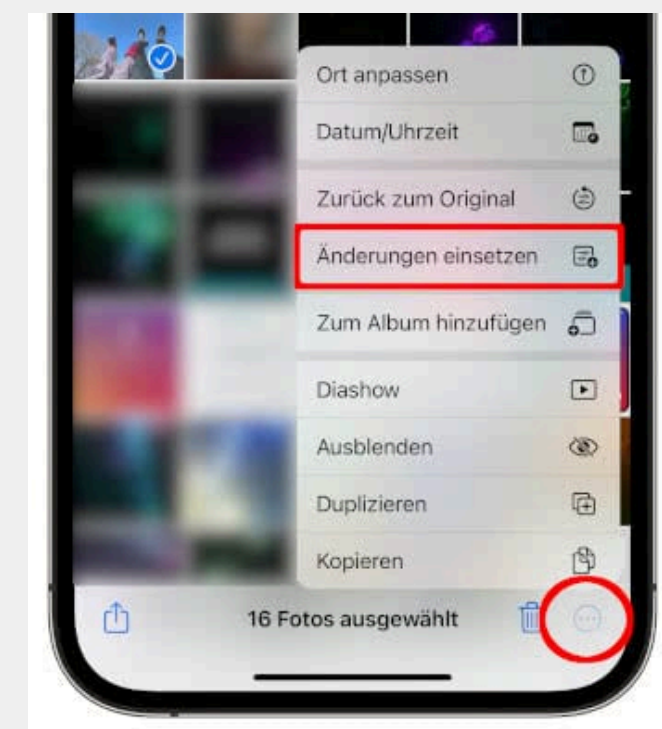 Ort anpassen
Datum/Uhrzeit
Zurück zum Original
Änderungen einsetzen
Zum Album hinzufügen
Diashow
Ausblenden
Duplizieren
Kopieren
16 Fotos ausgewählt